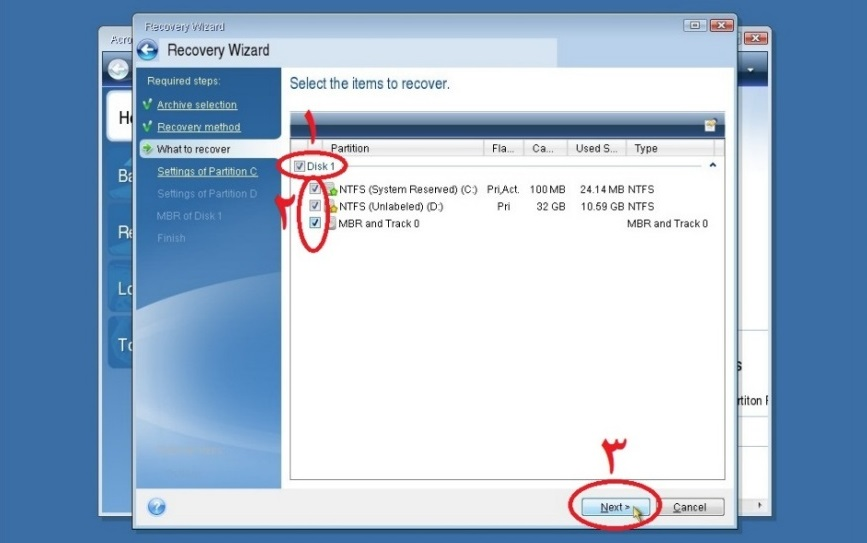 Recovery Wizard
Acro
Recovery Wizard
Required steps:
Select the items to recover.
Archive selection
Recovery method
What to recover
Settings of Partition C
Settings of Partition D
MBR of Disk 1
Finish
۱
Partition Fla... Ca... Used S... Type
Disk 1
۲
NTFS (System Reserved) (C:) Pri,Act. 100 MB 24.14 MB NTFS
NTFS (Unlabeled) (D:) Pri 32 GB 10.59 GB NTFS
MBR and Track 0 MBR and Track 0
He
Ba
Re
Lo
To
۳
Next >
Cancel